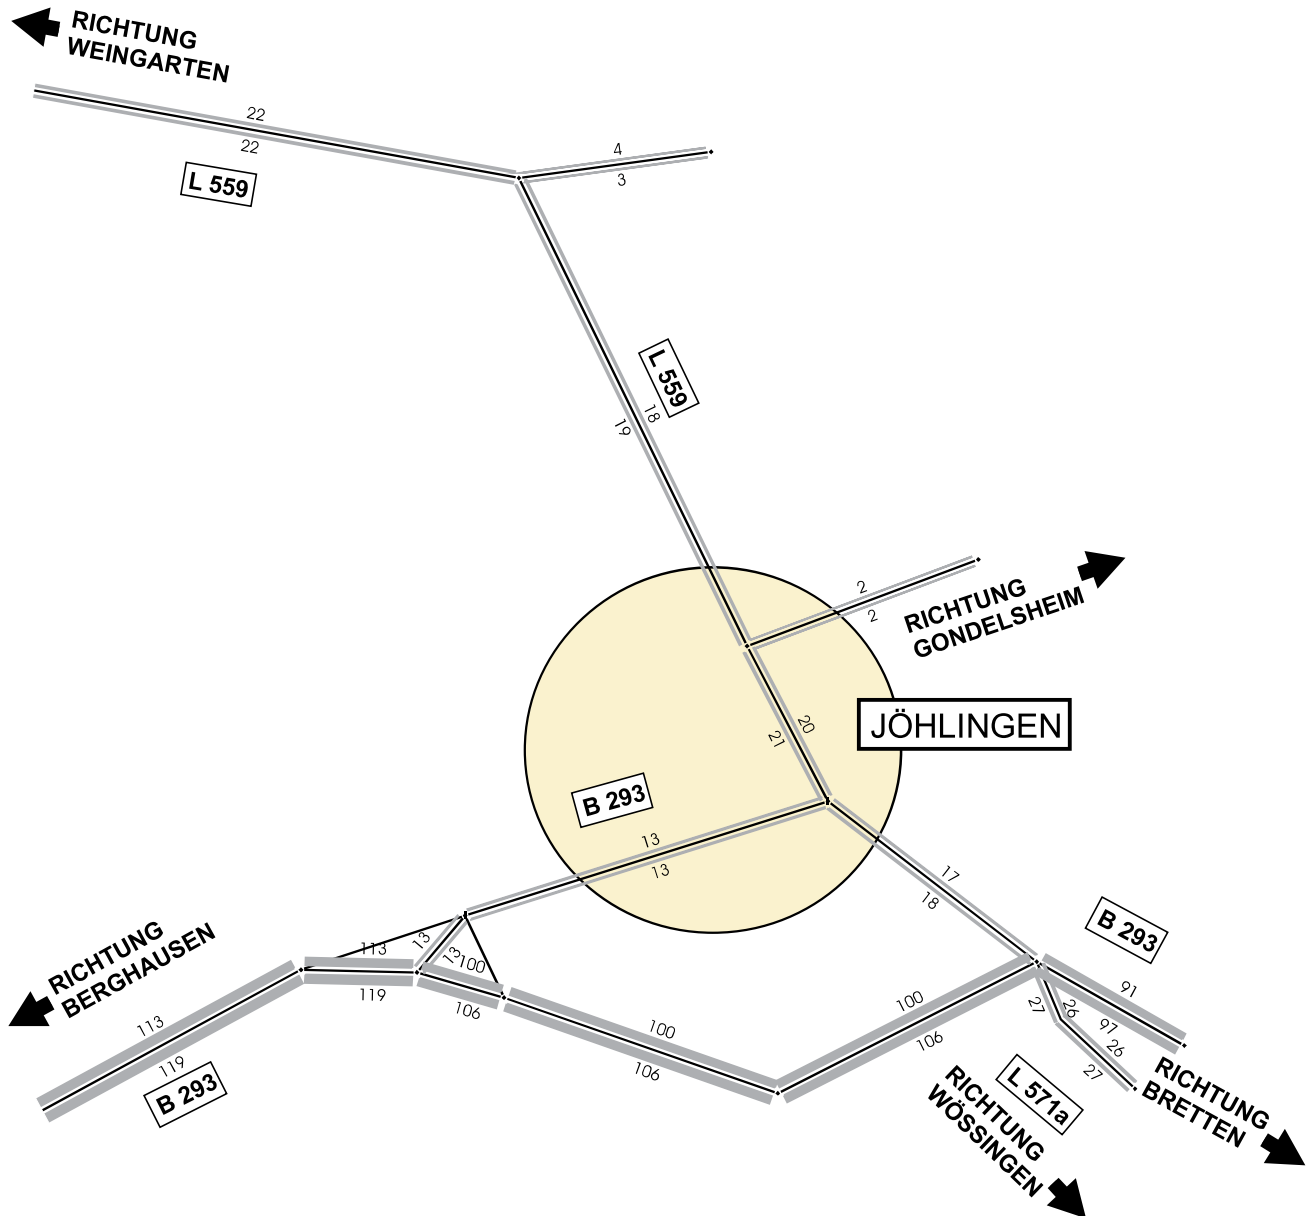 RICHTUNG
WEINGARTEN
22
22
L 559
4
3
L 559
18
19
2
2
RICHTUNG
GONDELSHEIM
JÖHLINGEN
20
21
B 293
13
13
17
18
B 293
RICHTUNG
BERGHAUSEN
113
13
13
100
119
106
113
119
B 293
100
106
100
106
91
97
26
27
26
27
L 571a
RICHTUNG
BRETTEN
RICHTUNG
WÖSSINGEN